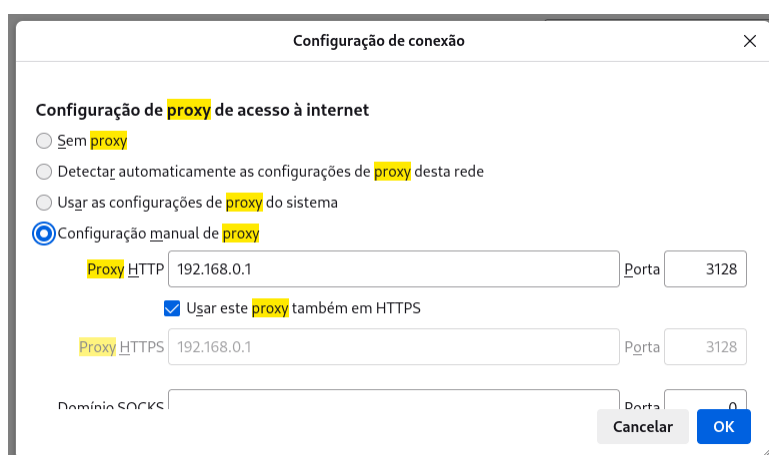 Configuração de conexão
Configuração de proxy de acesso à internet
Sem proxy
Detectar automaticamente as configurações de proxy desta rede
Usar as configurações de proxy do sistema
Configuração manual de proxy
Proxy HTTP 192.168.0.1 Porta 3128
Usar este proxy também em HTTPS
Proxy HTTPS 192.168.0.1 Porta 3128
Domínio SOCKS Porta 0
Cancelar OK